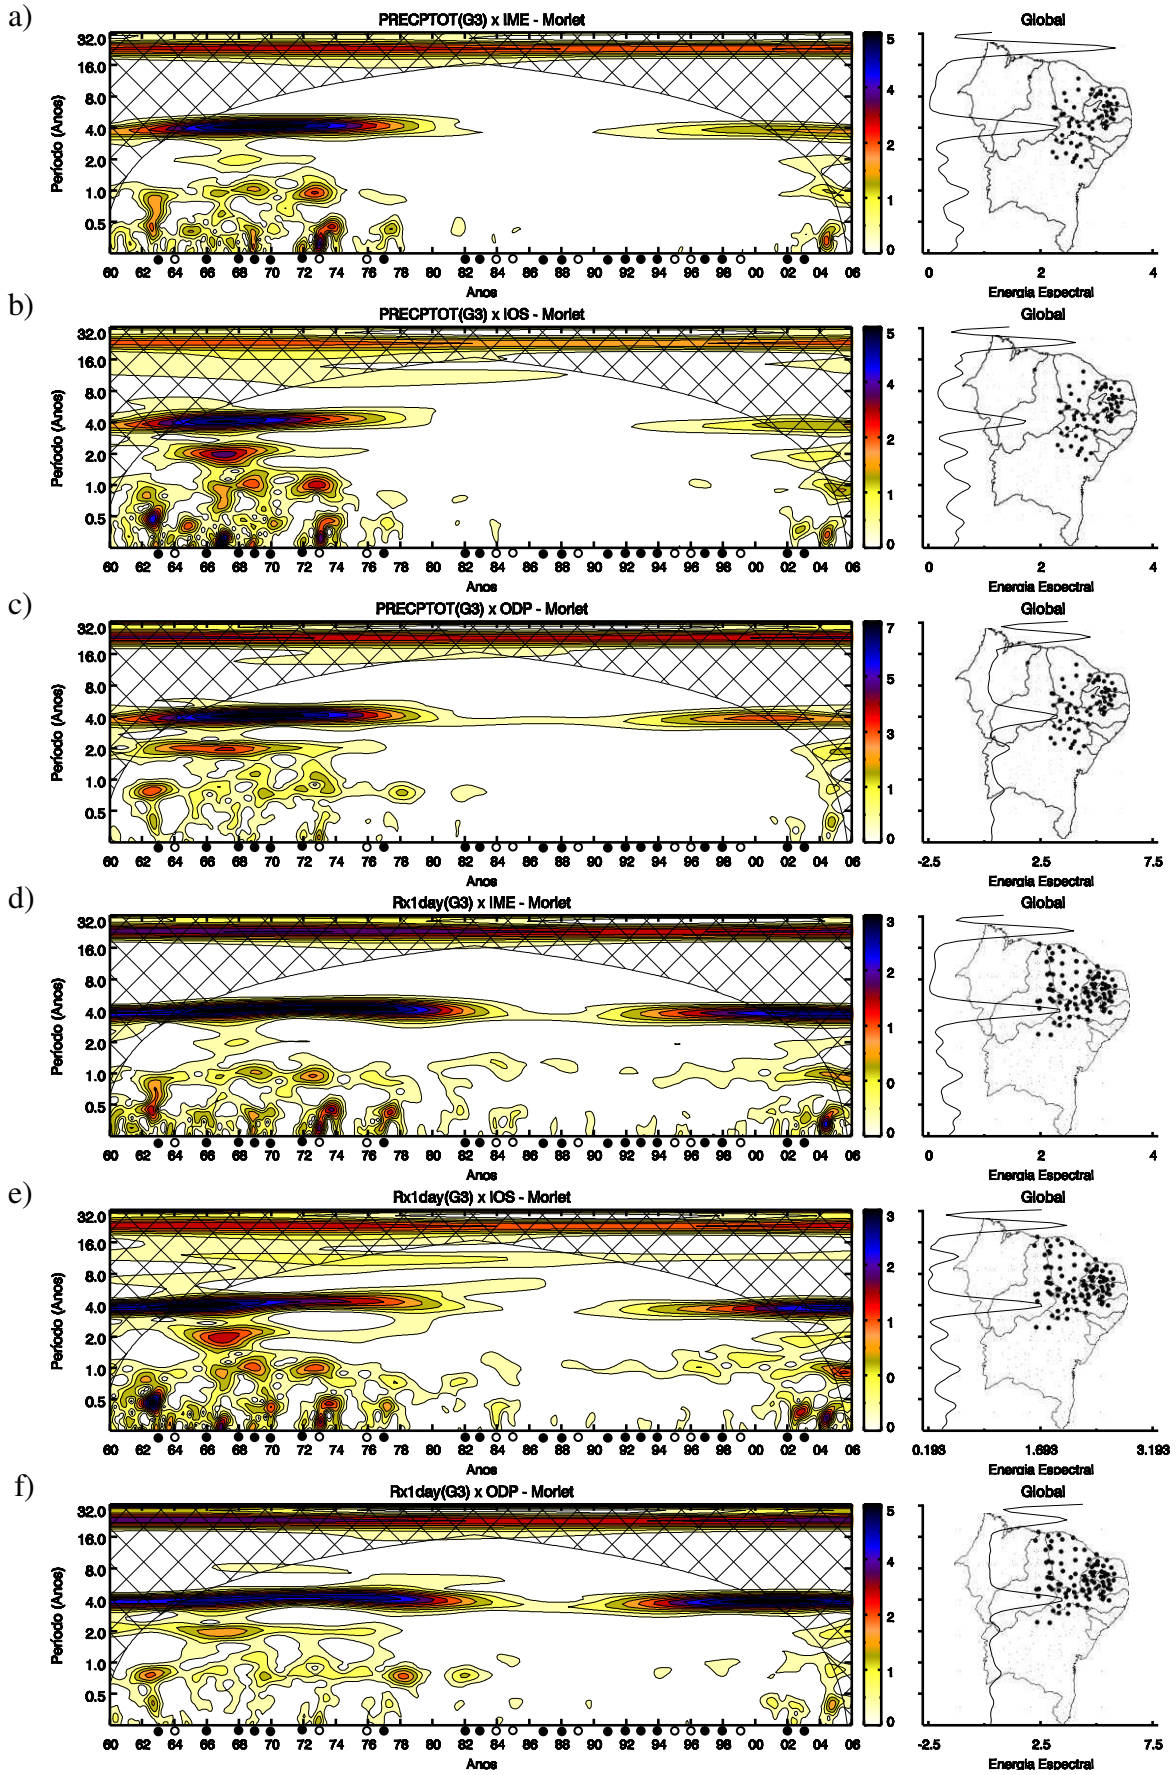 a)
PRECPTOT(G3) x IME - Morlet
Global
Período (Anos)
32.0
16.0
8.0
4.0
2.0
1.0
0.5
5
4
2
1
0
60 62 64 66 68 70 72 74 76 78 80 82 84 86 88 90 92 94 96 98 00 02 04 06
Anos
0 2 4
Energia Espectral
b)
PRECPTOT(G3) x IOS - Morlet
Global
Período (Anos)
32.0
16.0
8.0
4.0
2.0
1.0
0.5
5
4
2
1
0
60 62 64 66 68 70 72 74 76 78 80 82 84 86 88 90 92 94 96 98 00 02 04 06
Anos
0 2 4
Energia Espectral
c)
PRECPTOT(G3) x ODP - Morlet
Global
Período (Anos)
32.0
16.0
8.0
4.0
2.0
1.0
0.5
7
5
3
1
0
60 62 64 66 68 70 72 74 76 78 80 82 84 86 88 90 92 94 96 98 00 02 04 06
Anos
-2.5 2.5 7.5
Energia Espectral
d)
Rx1day(G3) x IME - Morlet
Global
Período (Anos)
32.0
16.0
8.0
4.0
2.0
1.0
0.5
3
2
1
0
0
60 62 64 66 68 70 72 74 76 78 80 82 84 86 88 90 92 94 96 98 00 02 04 06
Anos
0 2 4
Energia Espectral
e)
Rx1day(G3) x IOS - Morlet
Global
Período (Anos)
32.0
16.0
8.0
4.0
2.0
1.0
0.5
3
2
1
0
0
60 62 64 66 68 70 72 74 76 78 80 82 84 86 88 90 92 94 96 98 00 02 04 06
Anos
0.193 1.693 3.193
Energia Espectral
f)
Rx1day(G3) x ODP - Morlet
Global
Período (Anos)
32.0
16.0
8.0
4.0
2.0
1.0
0.5
5
4
2
1
0
60 62 64 66 68 70 72 74 76 78 80 82 84 86 88 90 92 94 96 98 00 02 04 06
Anos
-2.5 2.5 7.5
Energia Espectral